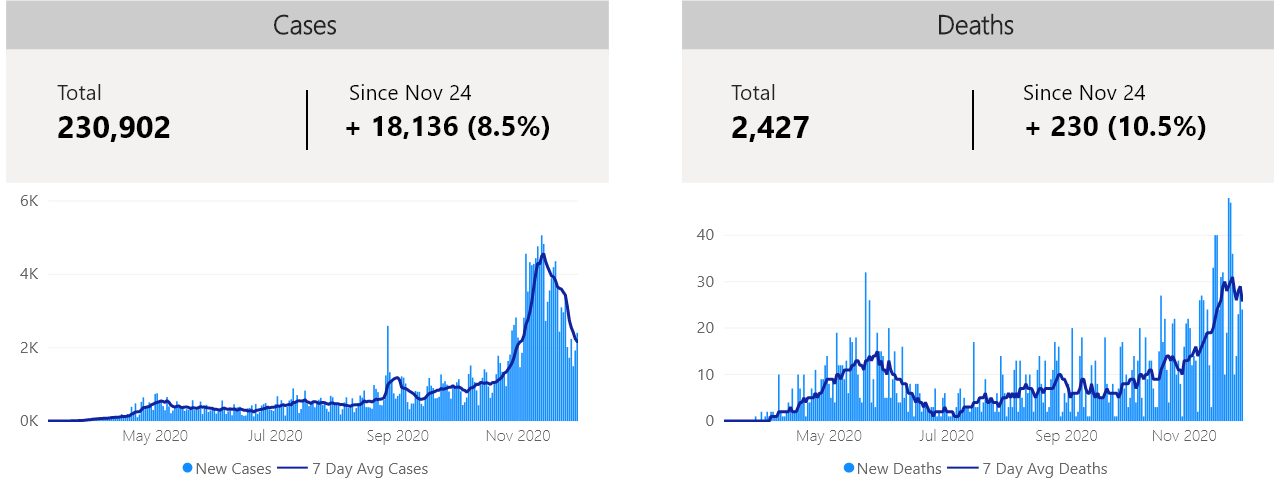 Cases
Total
230,902
Since Nov 24
+ 18,136 (8.5%)
6K
4K
2K
0K
May 2020 Jul 2020 Sep 2020 Nov 2020
New Cases 7 Day Avg Cases
Deaths
Total
2,427
Since Nov 24
+ 230 (10.5%)
40
30
20
10
0
May 2020 Jul 2020 Sep 2020 Nov 2020
New Deaths 7 Day Avg Deaths